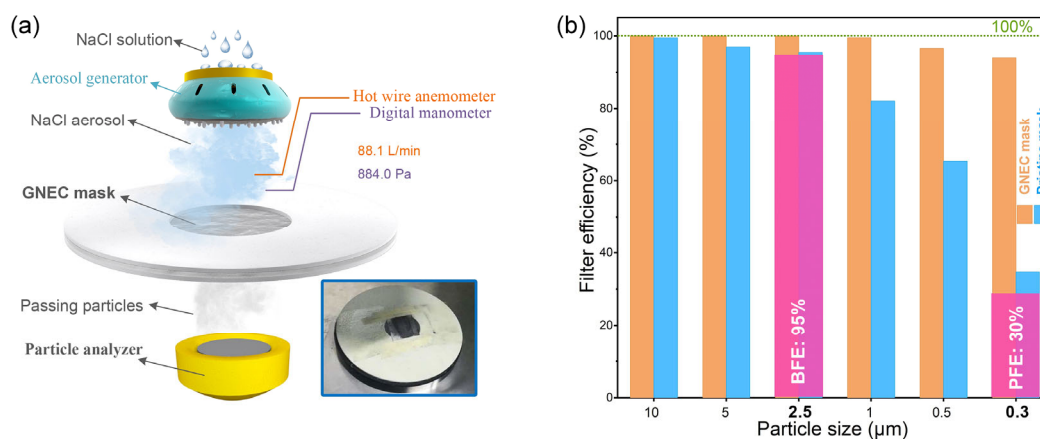 (a)
NaCl solution
Aerosol generator
NaCl aerosol
GNEC mask
Hot wire anemometer
Digital manometer
88.1 L/min
884.0 Pa
Passing particles
Particle analyzer
(b)
100%
100
80
60
40
20
0
Filter efficiency (%)
GNEC mask
BFE: 95%
PFE: 30%
10 5 2.5 1 0.5 0.3
Particle size (μm)